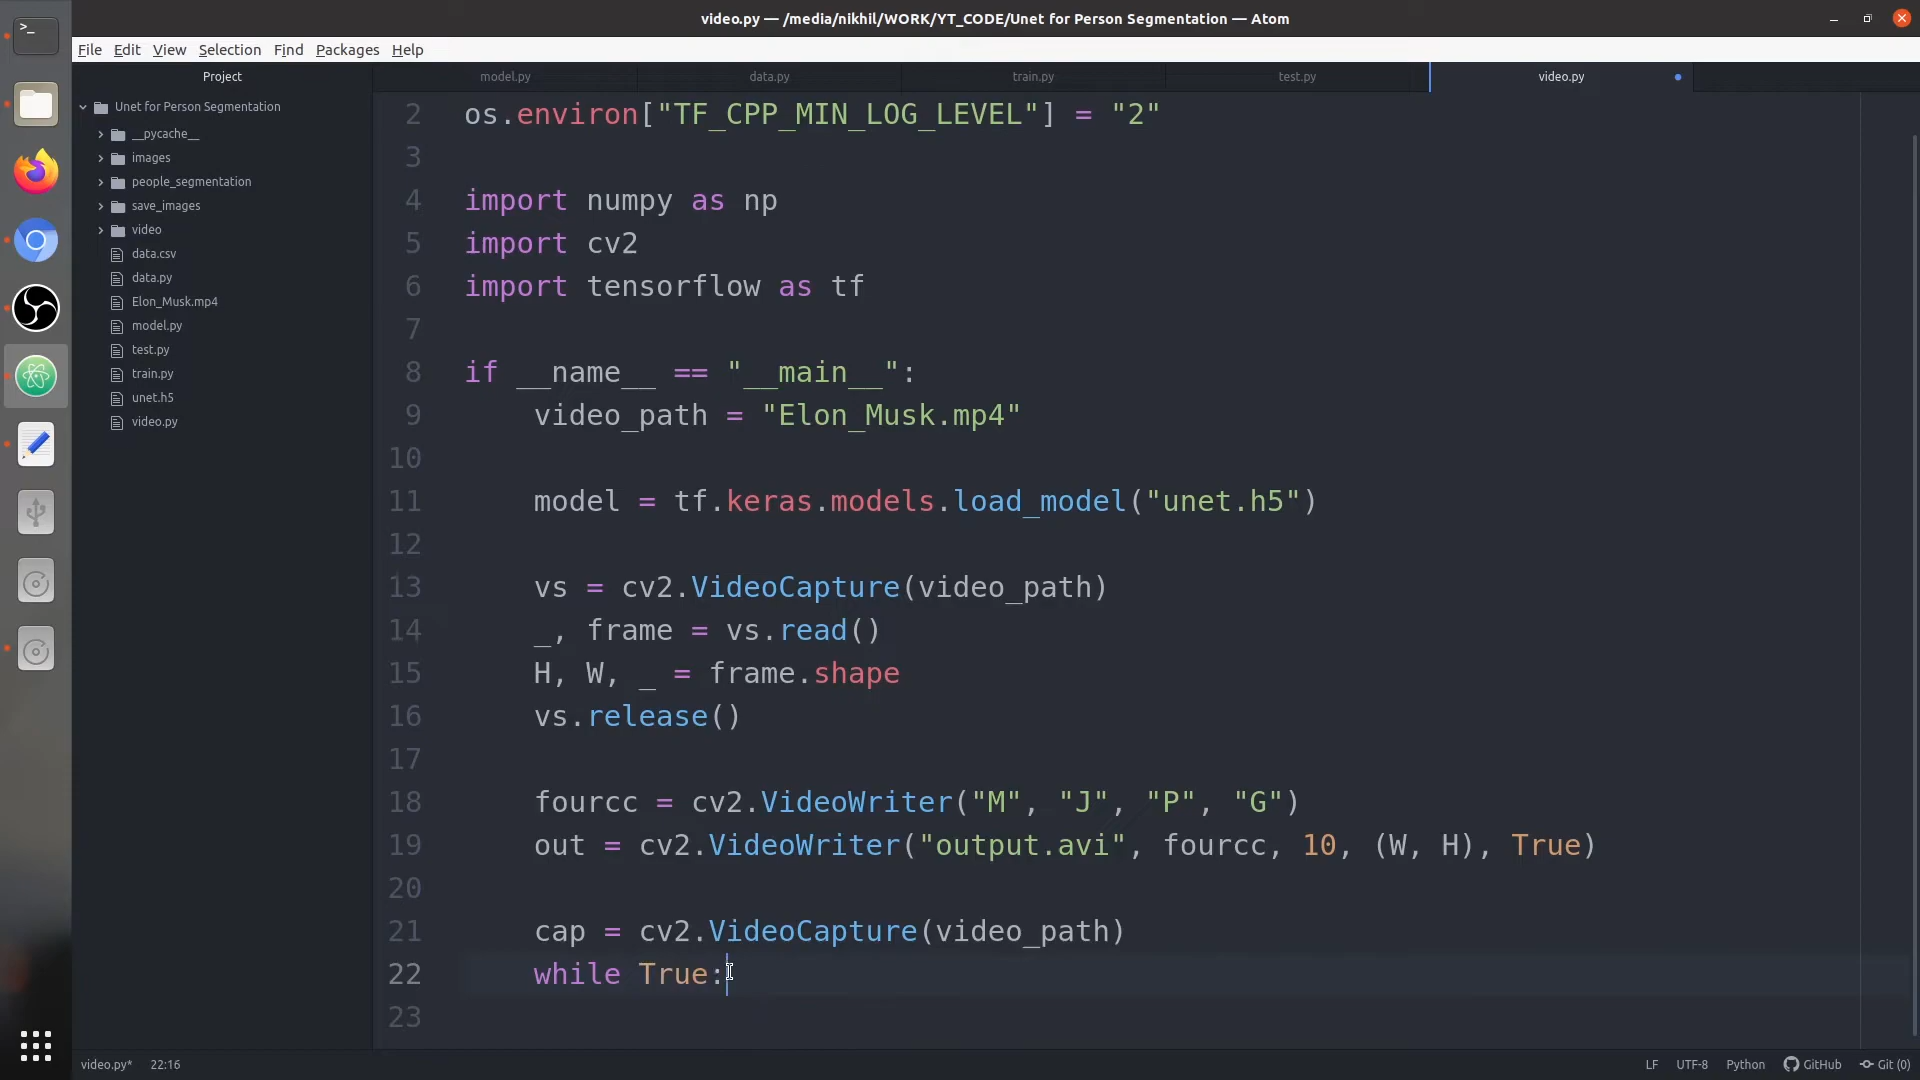 video.py — /media/nikhil/WORK/YT_CODE/Unet for Person Segmentation — Atom
File Edit View Selection Find Packages Help
Project
model.py
data.py
train.py
test.py
video.py
Unet for Person Segmentation
__pycache__
images
people_segmentation
save_images
video
data.csv
data.py
Elon_Musk.mp4
model.py
test.py
train.py
unet.h5
video.py
2 os.environ["TF_CPP_MIN_LOG_LEVEL"] = "2"
3
4 import numpy as np
5 import cv2
6 import tensorflow as tf
7
8 if __name__ == "__main__":
9     video_path = "Elon_Musk.mp4"
10
11     model = tf.keras.models.load_model("unet.h5")
12
13     vs = cv2.VideoCapture(video_path)
14     _, frame = vs.read()
15     H, W, _ = frame.shape
16     vs.release()
17
18     fourcc = cv2.VideoWriter("M", "J", "P", "G")
19     out = cv2.VideoWriter("output.avi", fourcc, 10, (W, H), True)
20
21     cap = cv2.VideoCapture(video_path)
22     while True:
23
video.py* 22:16 LF UTF-8 Python GitHub Git (0)